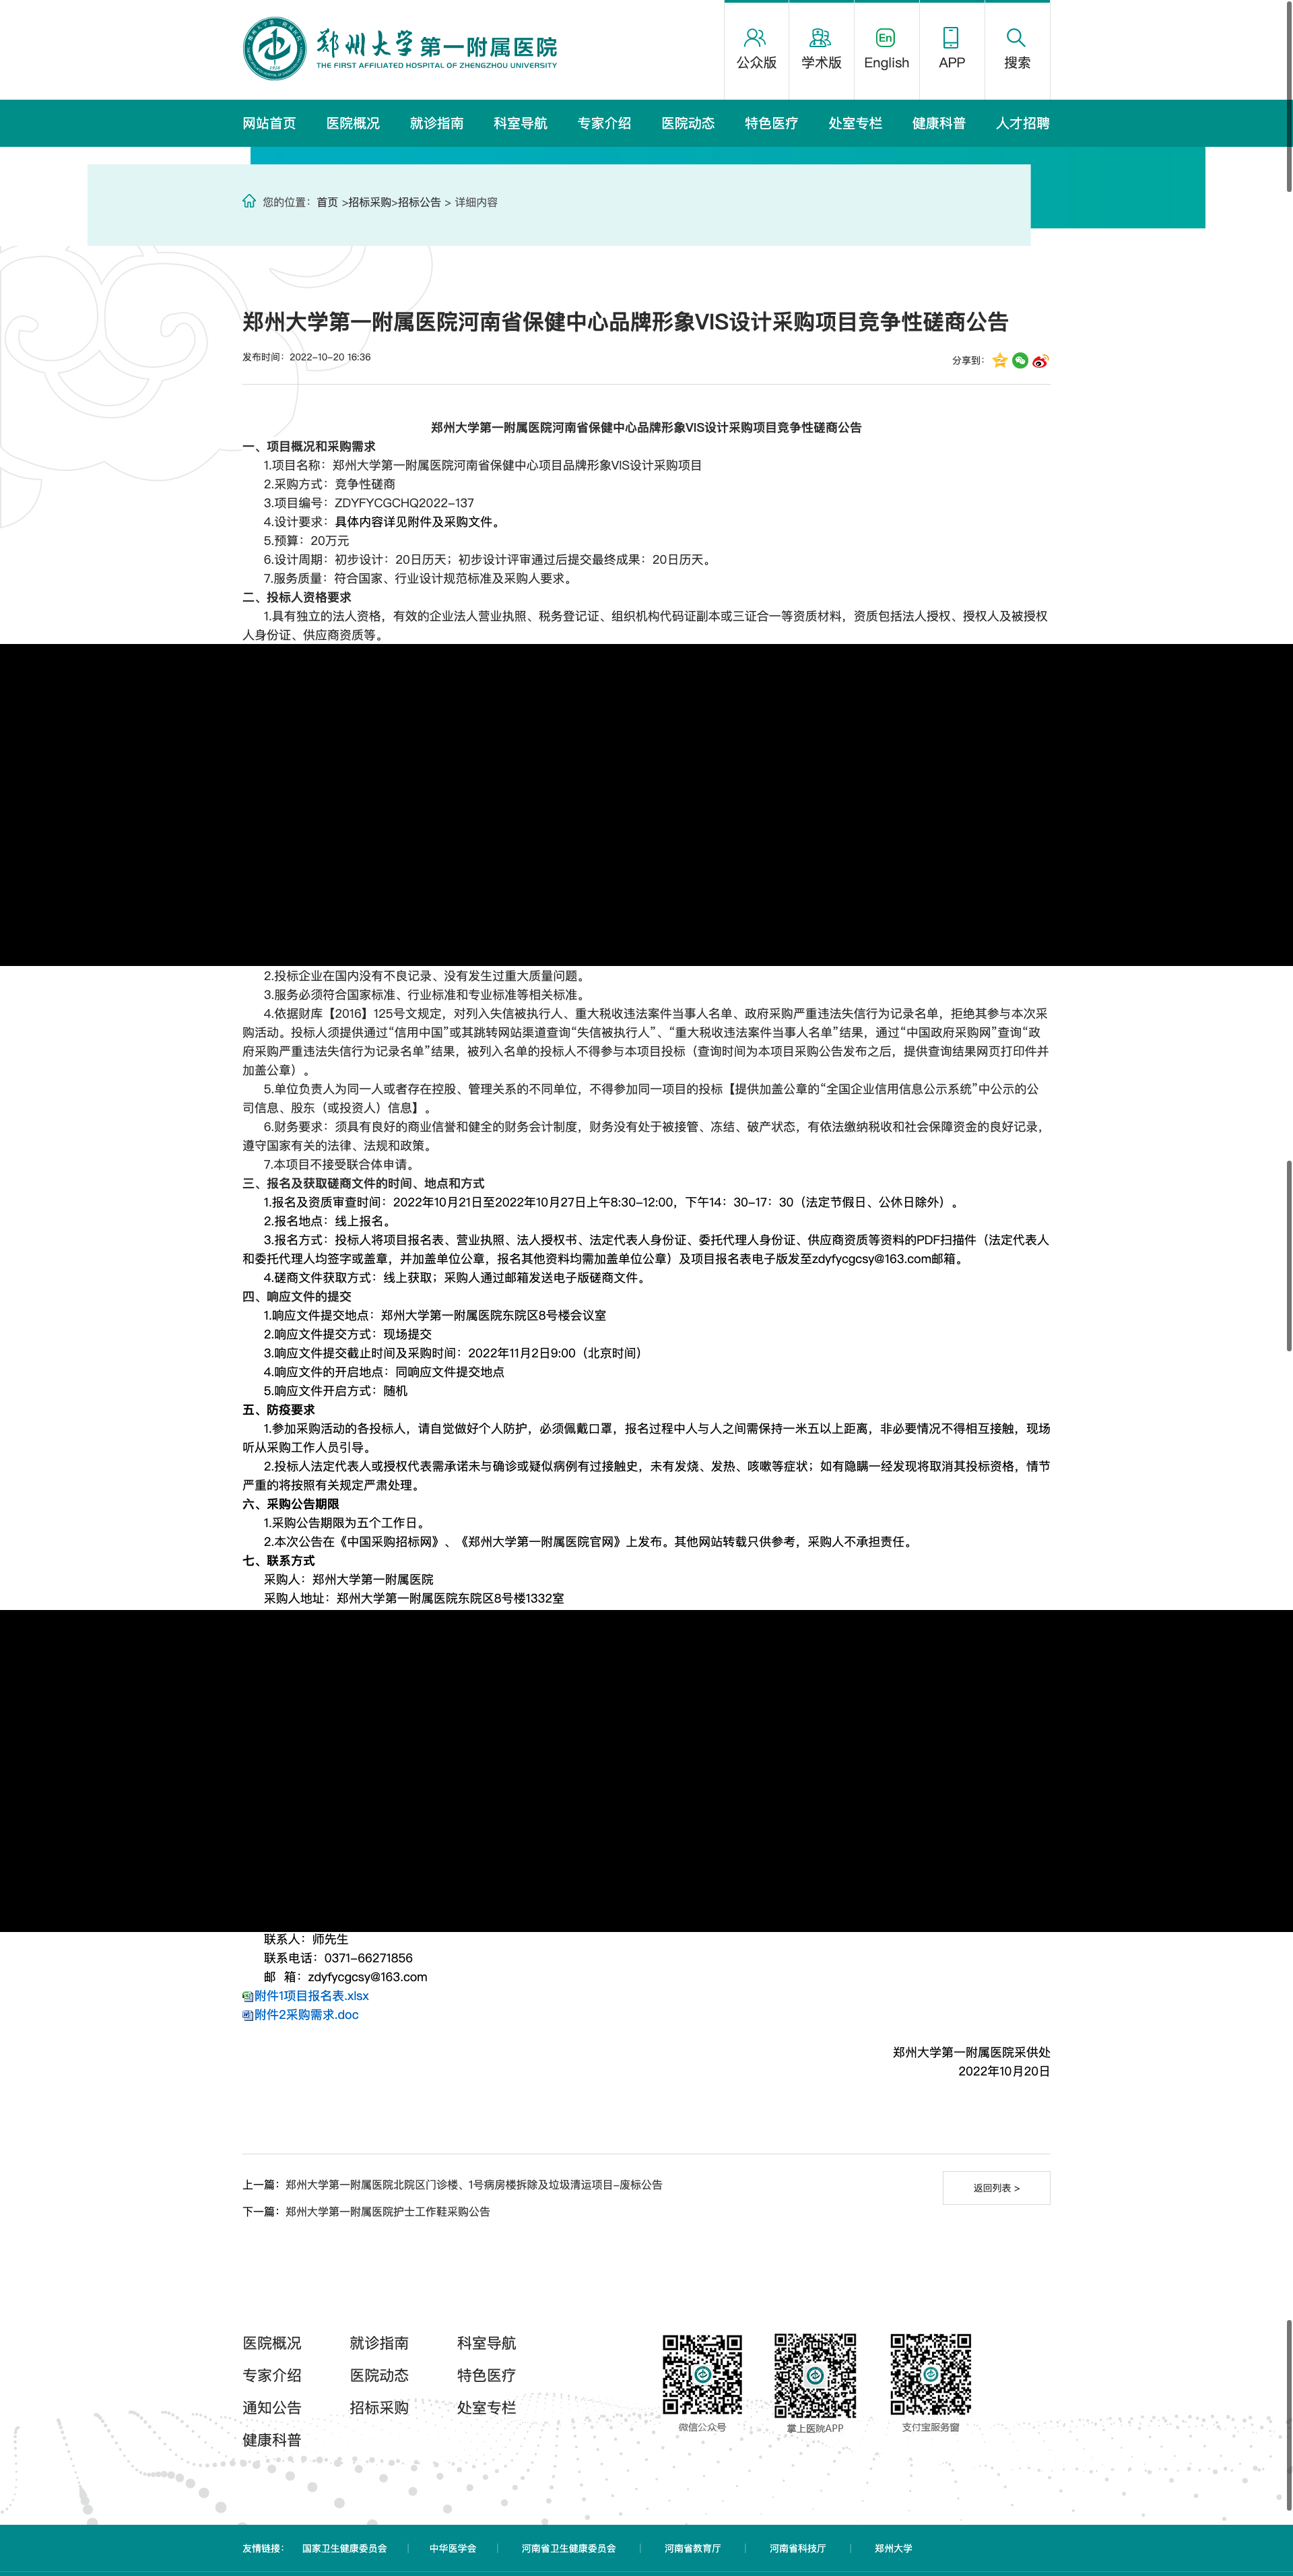 郑州大学第一附属医院
THE FIRST AFFILIATED HOSPITAL OF ZHENGZHOU UNIVERSITY
公众版 学术版 En English APP 搜索
网站首页 医院概况 就诊指南 科室导航 专家介绍 医院动态 特色医疗 处室专栏 健康科普 人才招聘
您的位置：首页 >招标采购>招标公告 > 详细内容
郑州大学第一附属医院河南省保健中心品牌形象VIS设计采购项目竞争性磋商公告
发布时间：2022-10-20 16:36
分享到：
郑州大学第一附属医院河南省保健中心品牌形象VIS设计采购项目竞争性磋商公告
一、项目概况和采购需求
1.项目名称：郑州大学第一附属医院河南省保健中心项目品牌形象VIS设计采购项目
2.采购方式：竞争性磋商
3.项目编号：ZDYFYCGCHQ2022-137
4.设计要求：具体内容详见附件及采购文件。
5.预算：20万元
6.设计周期：初步设计：20日历天；初步设计评审通过后提交最终成果：20日历天。
7.服务质量：符合国家、行业设计规范标准及采购人要求。
二、投标人资格要求
1.具有独立的法人资格，有效的企业法人营业执照、税务登记证、组织机构代码证副本或三证合一等资质材料，资质包括法人授权、授权人及被授权
人身份证、供应商资质等。
2.投标企业在国内没有不良记录、没有发生过重大质量问题。
3.服务必须符合国家标准、行业标准和专业标准等相关标准。
4.依据财库【2016】125号文规定，对列入失信被执行人、重大税收违法案件当事人名单、政府采购严重违法失信行为记录名单，拒绝其参与本次采
购活动。投标人须提供通过“信用中国”或其跳转网站渠道查询“失信被执行人”、“重大税收违法案件当事人名单”结果，通过“中国政府采购网”查询“政
府采购严重违法失信行为记录名单”结果，被列入名单的投标人不得参与本项目投标（查询时间为本项目采购公告发布之后，提供查询结果网页打印件并
加盖公章）。
5.单位负责人为同一人或者存在控股、管理关系的不同单位，不得参加同一项目的投标【提供加盖公章的“全国企业信用信息公示系统”中公示的公
司信息、股东（或投资人）信息】。
6.财务要求：须具有良好的商业信誉和健全的财务会计制度，财务没有处于被接管、冻结、破产状态，有依法缴纳税收和社会保障资金的良好记录，
遵守国家有关的法律、法规和政策。
7.本项目不接受联合体申请。
三、报名及获取磋商文件的时间、地点和方式
1.报名及资质审查时间：2022年10月21日至2022年10月27日上午8:30-12:00，下午14：30-17：30（法定节假日、公休日除外）。
2.报名地点：线上报名。
3.报名方式：投标人将项目报名表、营业执照、法人授权书、法定代表人身份证、委托代理人身份证、供应商资质等资料的PDF扫描件（法定代表人
和委托代理人均签字或盖章，并加盖单位公章，报名其他资料均需加盖单位公章）及项目报名表电子版发至zdyfycgcsy@163.com邮箱。
4.磋商文件获取方式：线上获取；采购人通过邮箱发送电子版磋商文件。
四、响应文件的提交
1.响应文件提交地点：郑州大学第一附属医院东院区8号楼会议室
2.响应文件提交方式：现场提交
3.响应文件提交截止时间及采购时间：2022年11月2日9:00（北京时间）
4.响应文件的开启地点：同响应文件提交地点
5.响应文件开启方式：随机
五、防疫要求
1.参加采购活动的各投标人，请自觉做好个人防护，必须佩戴口罩，报名过程中人与人之间需保持一米五以上距离，非必要情况不得相互接触，现场
听从采购工作人员引导。
2.投标人法定代表人或授权代表需承诺未与确诊或疑似病例有过接触史，未有发烧、发热、咳嗽等症状；如有隐瞒一经发现将取消其投标资格，情节
严重的将按照有关规定严肃处理。
六、采购公告期限
1.采购公告期限为五个工作日。
2.本次公告在《中国采购招标网》、《郑州大学第一附属医院官网》上发布。其他网站转载只供参考，采购人不承担责任。
七、联系方式
采购人：郑州大学第一附属医院
采购人地址：郑州大学第一附属医院东院区8号楼1332室
联系人：师先生
联系电话：0371-66271856
邮 箱：zdyfycgcsy@163.com
附件1项目报名表.xlsx
附件2采购需求.doc
郑州大学第一附属医院采供处
2022年10月20日
上一篇：郑州大学第一附属医院北院区门诊楼、1号病房楼拆除及垃圾清运项目-废标公告
返回列表 >
下一篇：郑州大学第一附属医院护士工作鞋采购公告
医院概况 就诊指南 科室导航
专家介绍 医院动态 特色医疗
通知公告 招标采购 处室专栏
健康科普
微信公众号 掌上医院APP 支付宝服务窗
友情链接： 国家卫生健康委员会 | 中华医学会 | 河南省卫生健康委员会 | 河南省教育厅 | 河南省科技厅 | 郑州大学